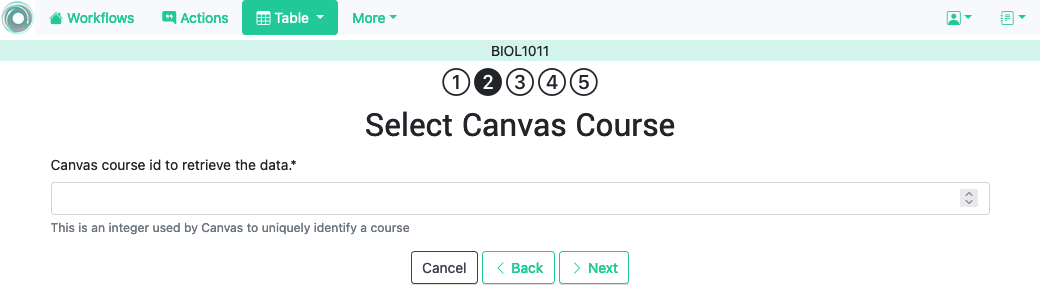 Workflows Actions Table More
BIOL1011
1 2 3 4 5
Select Canvas Course
Canvas course id to retrieve the data.*
This is an integer used by Canvas to uniquely identify a course
Cancel Back Next